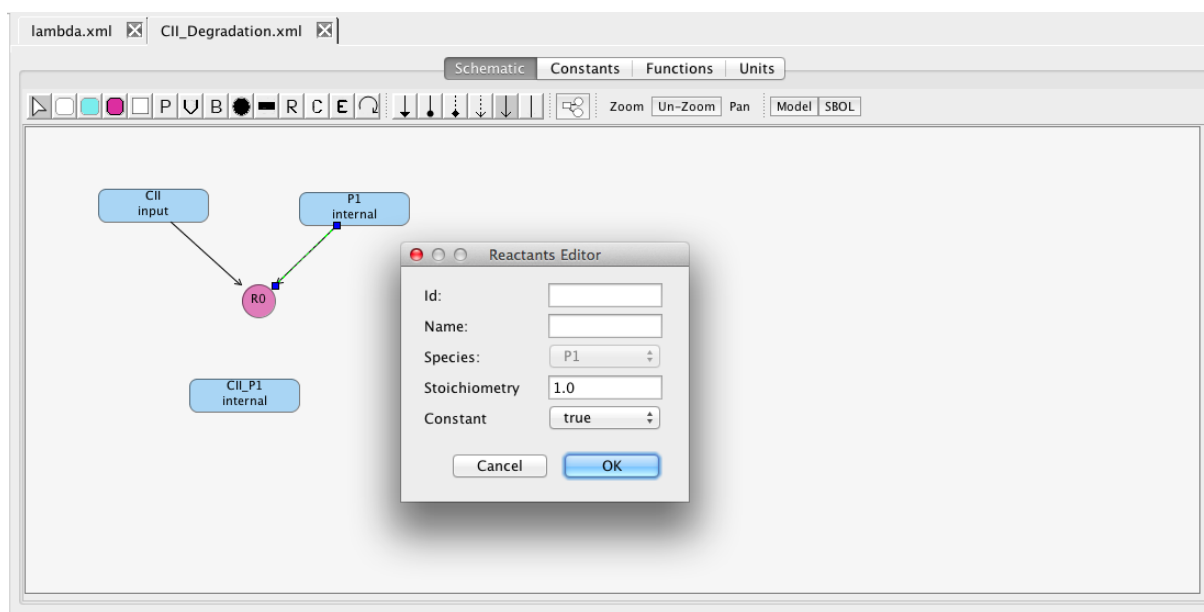 lambda.xml CII_Degradation.xml
Schematic Constants Functions Units
P B R C E Zoom Un-Zoom Pan Model SBOL
CII
input
P1
internal
R0
CII_P1
internal
Reactants Editor
Id:
Name:
Species: P1
Stoichiometry 1.0
Constant true
Cancel OK